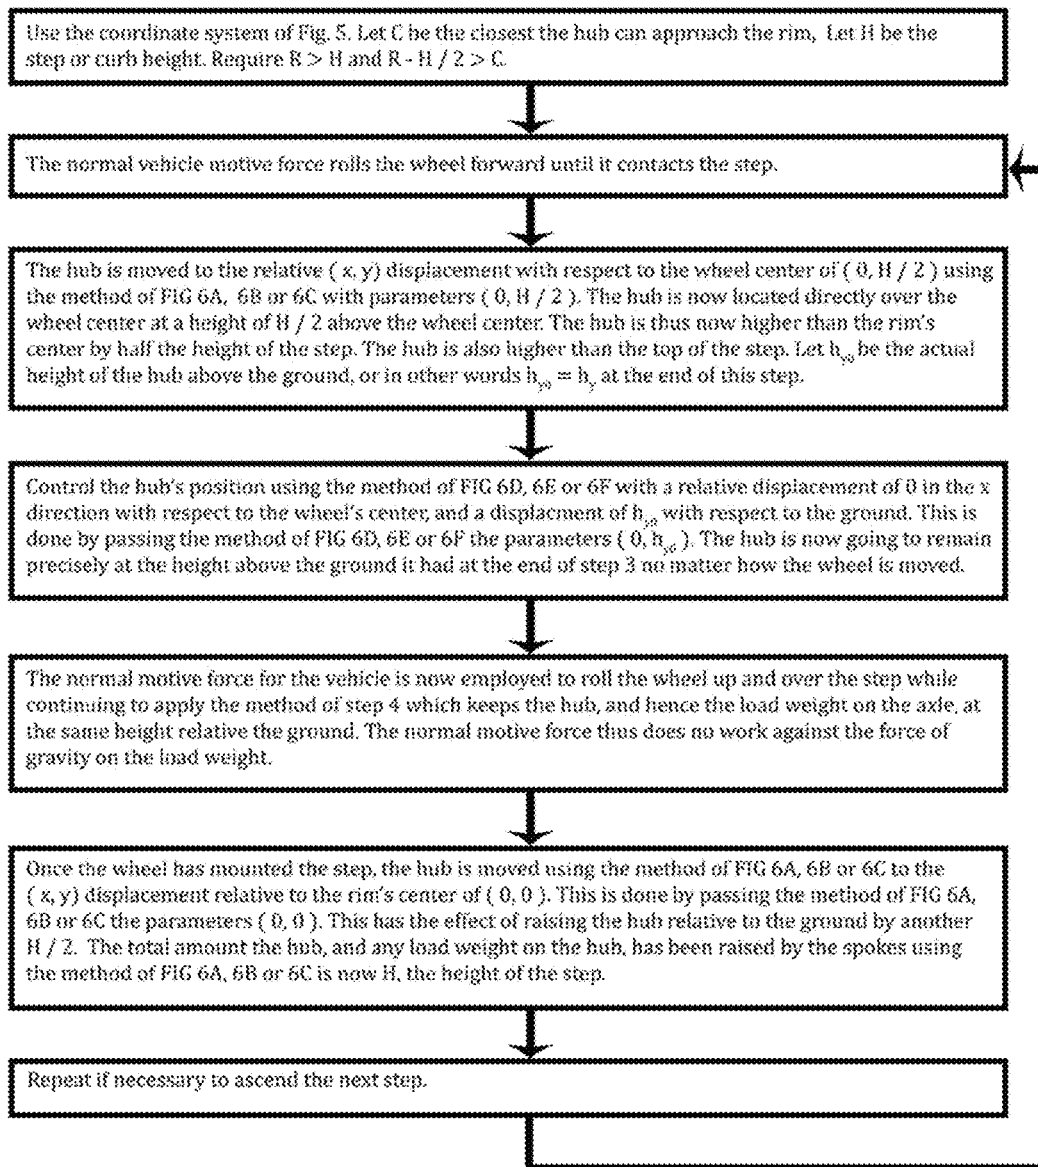 Use the coordinate system of Fig. 5. Let C be the closest the hub can approach the rim, Let H be the
step or curb height. Require R > H and R - H / 2 > C.
The normal vehicle motive force rolls the wheel forward until it contacts the step.
The hub is moved to the relative ( x, y ) displacement with respect to the wheel center of ( 0, H / 2 ) using
the method of FIG 6A, 6B or 6C with parameters ( 0, H / 2 ). The hub is now located directly over the
wheel center at a height of H / 2 above the wheel center. The hub is thus now higher than the rim's
center by half the height of the step. The hub is also higher than the top of the step. Let h_y0 be the actual
height of the hub above the ground, or in other words h_y0 = h_y at the end of this step.
Control the hub's position using the method of FIG 6D, 6E or 6F with a relative displacement of 0 in the x
direction with respect to the wheel's center, and a displacment of h_y0 with respect to the ground. This is
done by passing the method of FIG 6D, 6E or 6F the parameters ( 0, h_y0 ). The hub is now going to remain
precisely at the height above the ground it had at the end of step 3 no matter how the wheel is moved.
The normal motive force for the vehicle is now employed to roll the wheel up and over the step while
continuing to apply the method of step 4 which keeps the hub, and hence the load weight on the axle, at
the same height relative the ground. The normal motive force thus does no work against the force of
gravity on the load weight.
Once the wheel has mounted the step, the hub is moved using the method of FIG 6A, 6B or 6C to the
( x, y ) displacement relative to the rim's center of ( 0, 0 ). This is done by passing the method of FIG 6A,
6B or 6C the parameters ( 0, 0 ). This has the effect of raising the hub relative to the ground by another
H / 2. The total amount the hub, and any load weight on the hub, has been raised by the spokes using
the method of FIG 6A, 6B or 6C is now H, the height of the step.
Repeat if necessary to ascend the next step.